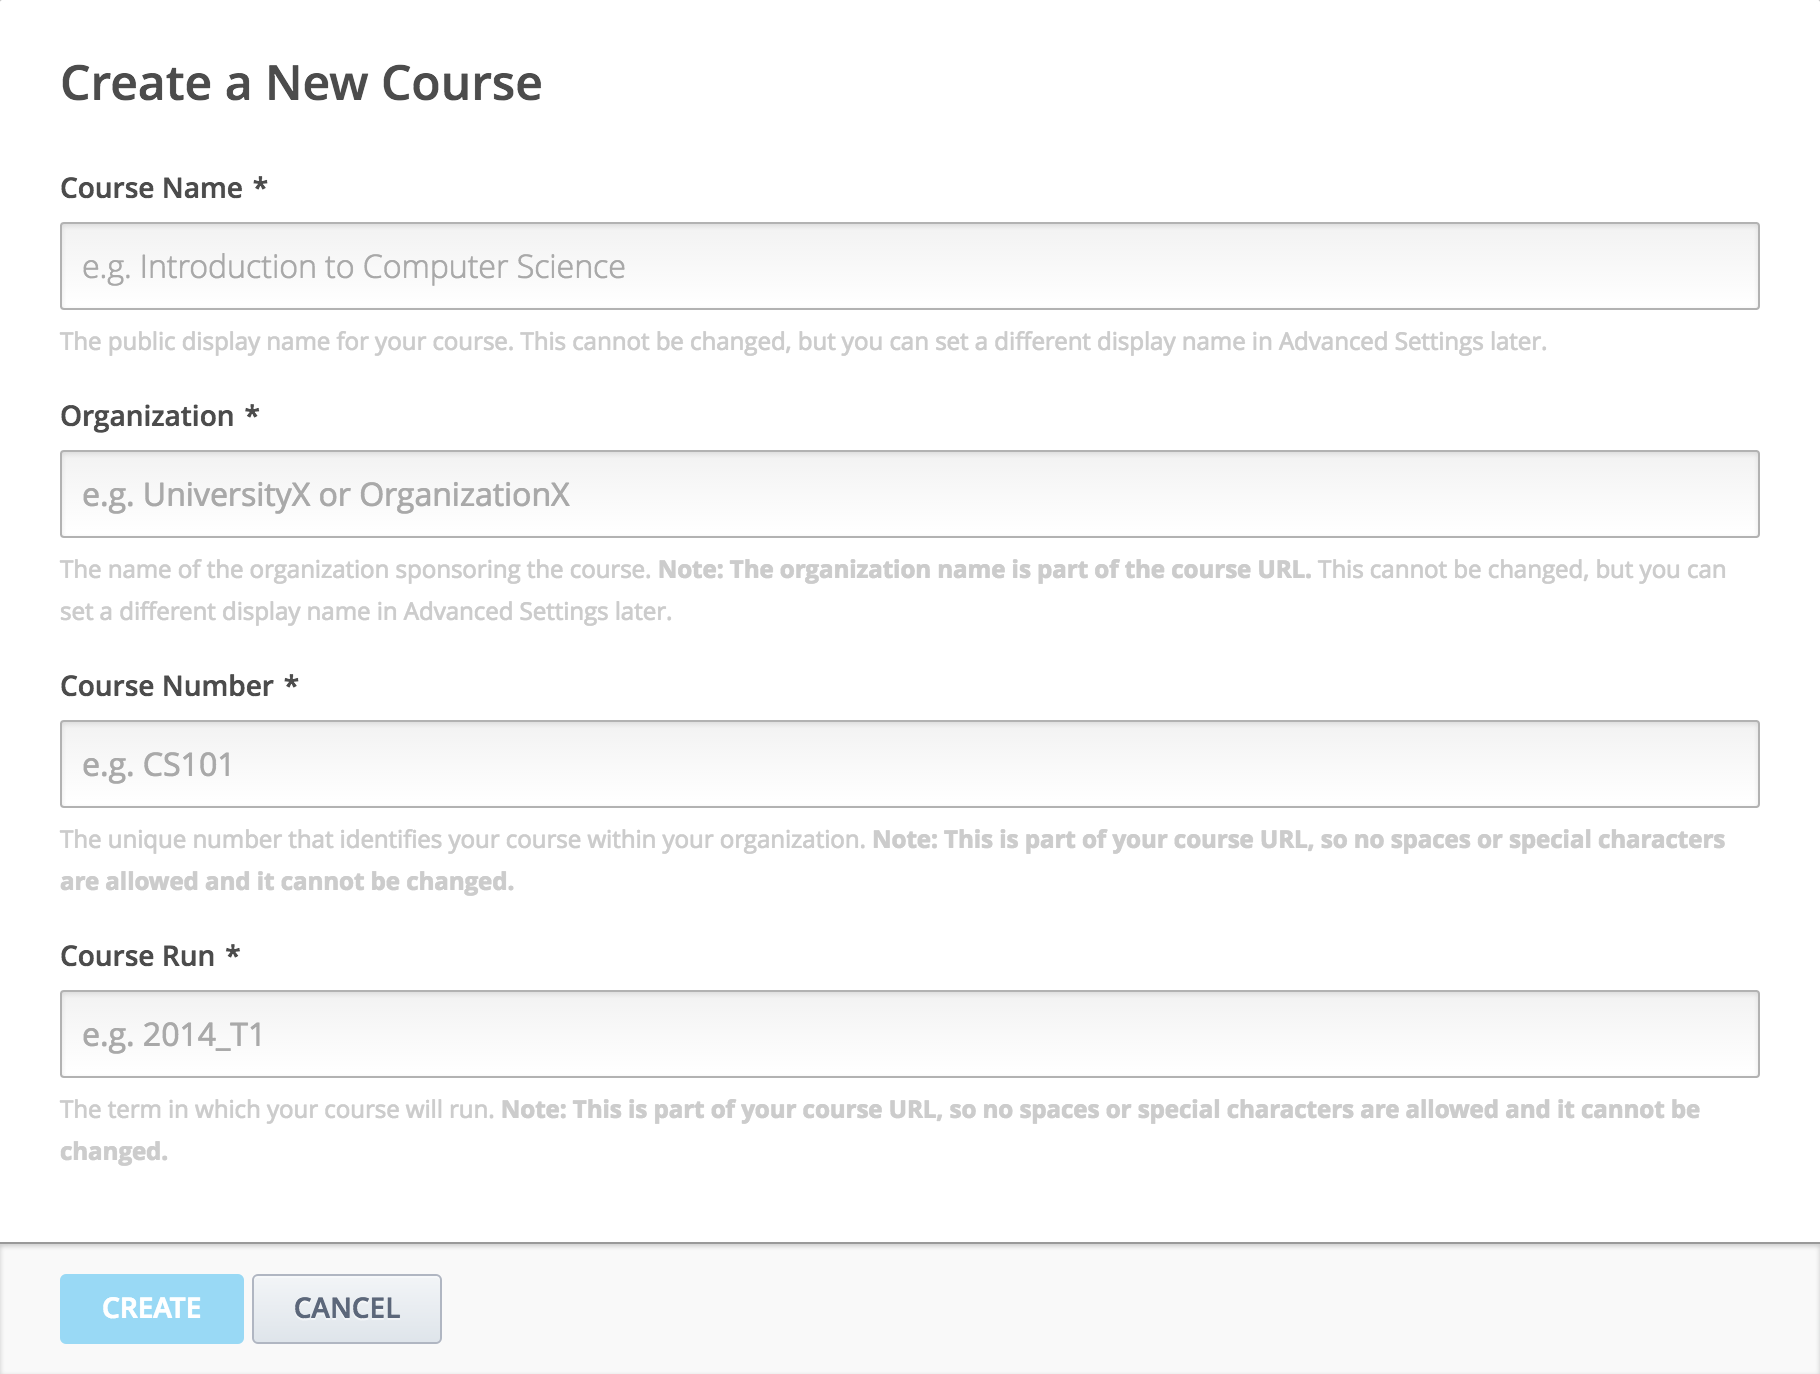 Create a New Course
Course Name *
e.g. Introduction to Computer Science
The public display name for your course. This cannot be changed, but you can set a different display name in Advanced Settings later.
Organization *
e.g. UniversityX or OrganizationX
The name of the organization sponsoring the course. Note: The organization name is part of the course URL. This cannot be changed, but you can
set a different display name in Advanced Settings later.
Course Number *
e.g. CS101
The unique number that identifies your course within your organization. Note: This is part of your course URL, so no spaces or special characters
are allowed and it cannot be changed.
Course Run *
e.g. 2014_T1
The term in which your course will run. Note: This is part of your course URL, so no spaces or special characters are allowed and it cannot be
changed.
CREATE CANCEL